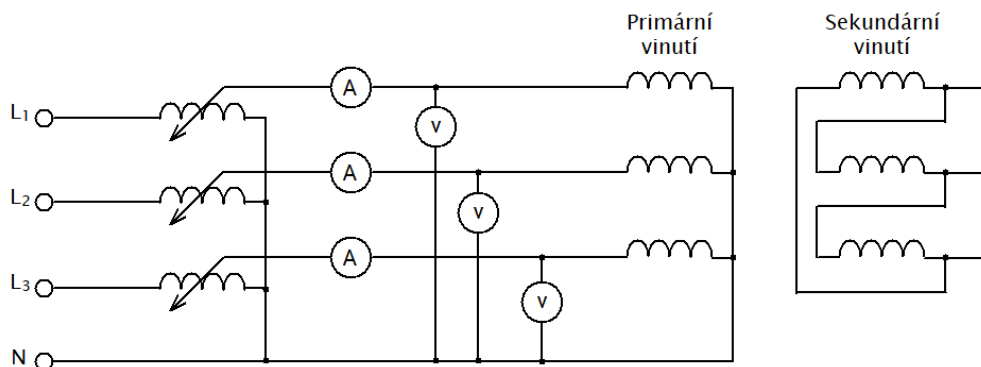 Primární
vinutí
Sekundární
vinutí
L1
A
V
L2
A
V
L3
A
V
N